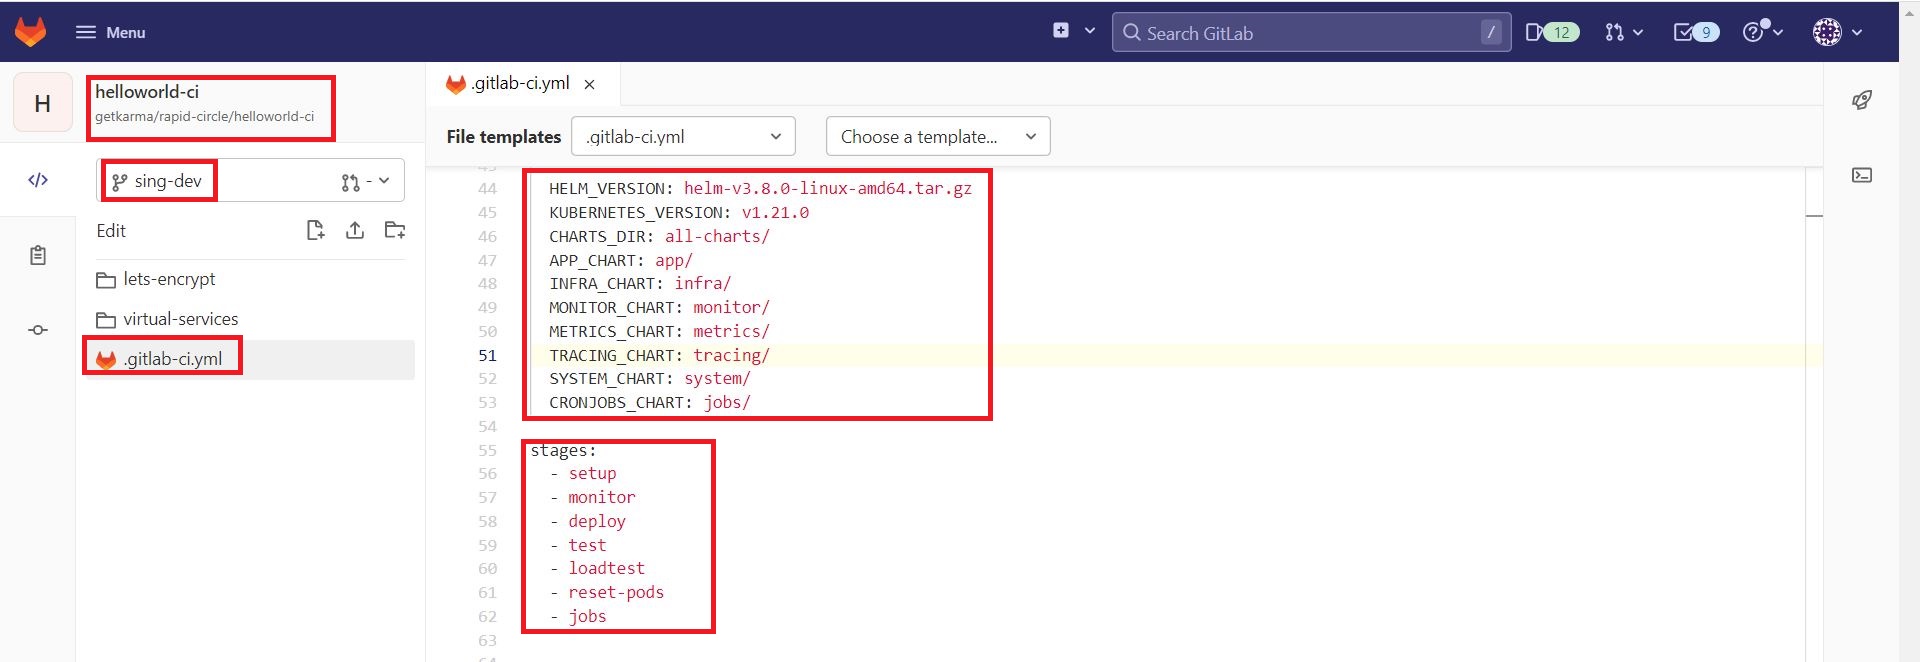 Menu
Search GitLab
/
12
9
H
helloworld-ci
getkarma/rapid-circle/helloworld-ci
sing-dev
-
Edit
lets-encrypt
virtual-services
.gitlab-ci.yml
.gitlab-ci.yml
File templates
.gitlab-ci.yml
Choose a template...
44 HELM_VERSION: helm-v3.8.0-linux-amd64.tar.gz
45 KUBERNETES_VERSION: v1.21.0
46 CHARTS_DIR: all-charts/
47 APP_CHART: app/
48 INFRA_CHART: infra/
49 MONITOR_CHART: monitor/
50 METRICS_CHART: metrics/
51 TRACING_CHART: tracing/
52 SYSTEM_CHART: system/
53 CRONJOBS_CHART: jobs/
54
55 stages:
56 - setup
57 - monitor
58 - deploy
59 - test
60 - loadtest
61 - reset-pods
62 - jobs
63